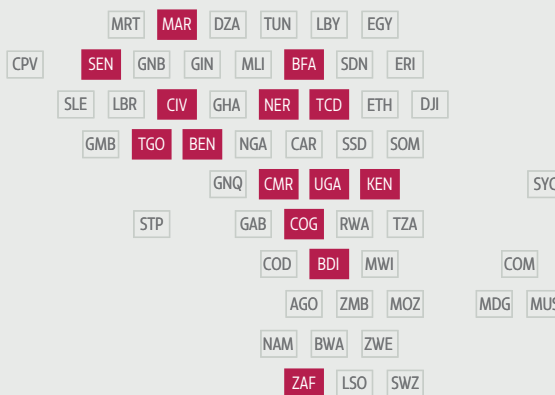 MRT MAR DZA TUN LBY EGY
CPV SEN GNB GIN MLI BFA SDN ERI
SLE LBR CIV GHA NER TCD ETH DJI
GMB TGO BEN NGA CAR SSD SOM
GNQ CMR UGA KEN SYC
STP GAB COG RWA TZA
COD BDI MWI COM
AGO ZMB MOZ MDG MUS
NAM BWA ZWE
ZAF LSO SWZ